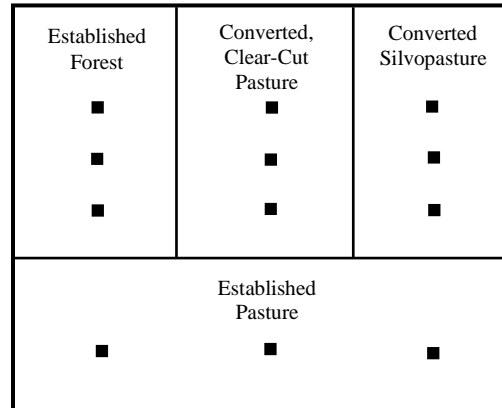 Established
Forest
Converted,
Clear-Cut
Pasture
Converted
Silvopasture
Established
Pasture